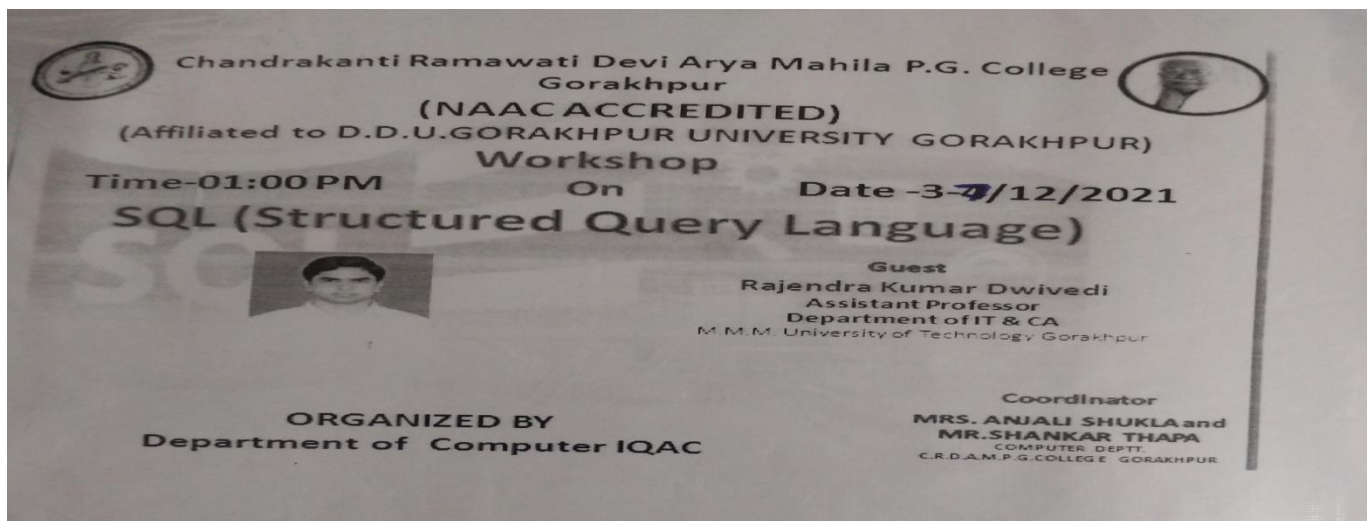 Chandrakanti Ramawati Devi Arya Mahila P.G. College
Gorakhpur
(NAAC ACCREDITED)
(Affiliated to D.D.U.GORAKHPUR UNIVERSITY GORAKHPUR)
Workshop
Time-01:00 PM On Date -3-/12/2021
SQL (Structured Query Language)
SQL
Guest
Rajendra Kumar Dwivedi
Assistant Professor
Department of IT & CA
M.M.M. University of Technology Gorakhpur
ORGANIZED BY
Department of Computer IQAC
Coordinator
MRS. ANJALI SHUKLA and
MR.SHANKAR THAPA
COMPUTER DEPTT.
C.R.D.A.M.P.G.COLLEGE GORAKHPUR